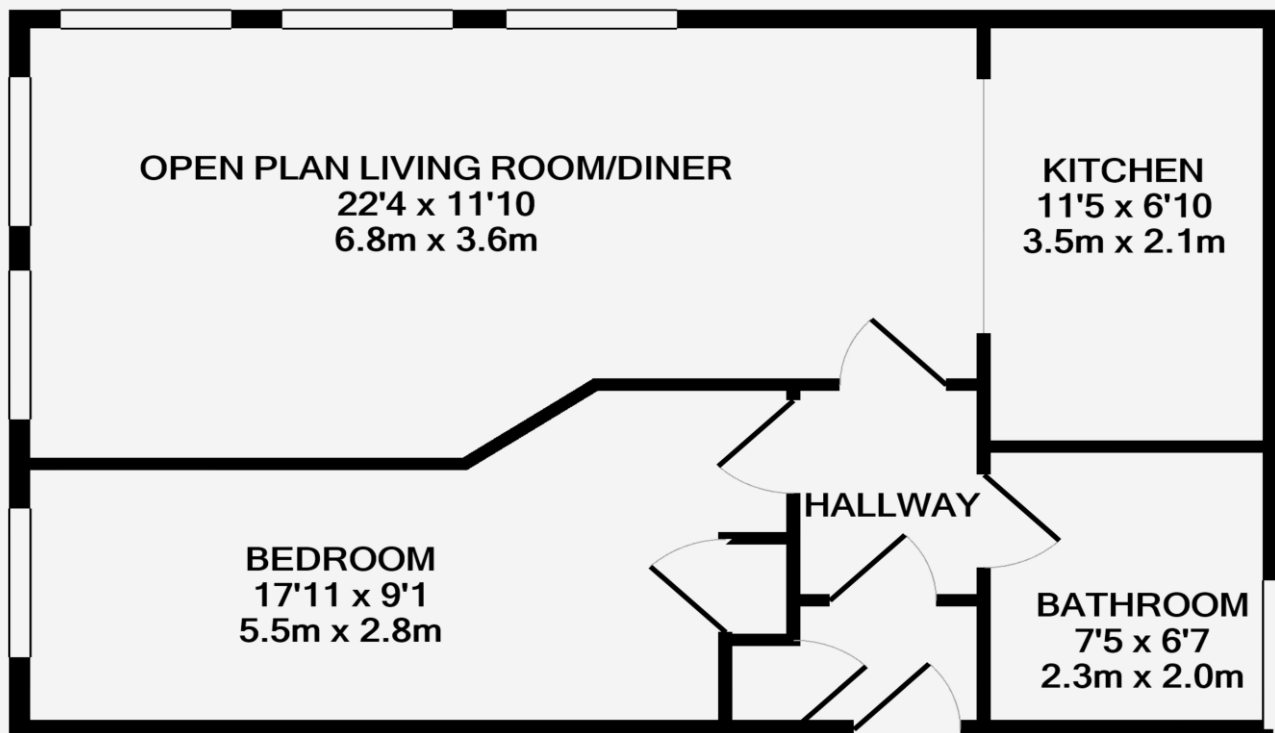 OPEN PLAN LIVING ROOM/DINER
22'4 x 11'10
6.8m x 3.6m
KITCHEN
11'5 x 6'10
3.5m x 2.1m
HALLWAY
BEDROOM
17'11 x 9'1
5.5m x 2.8m
BATHROOM
7'5 x 6'7
2.3m x 2.0m